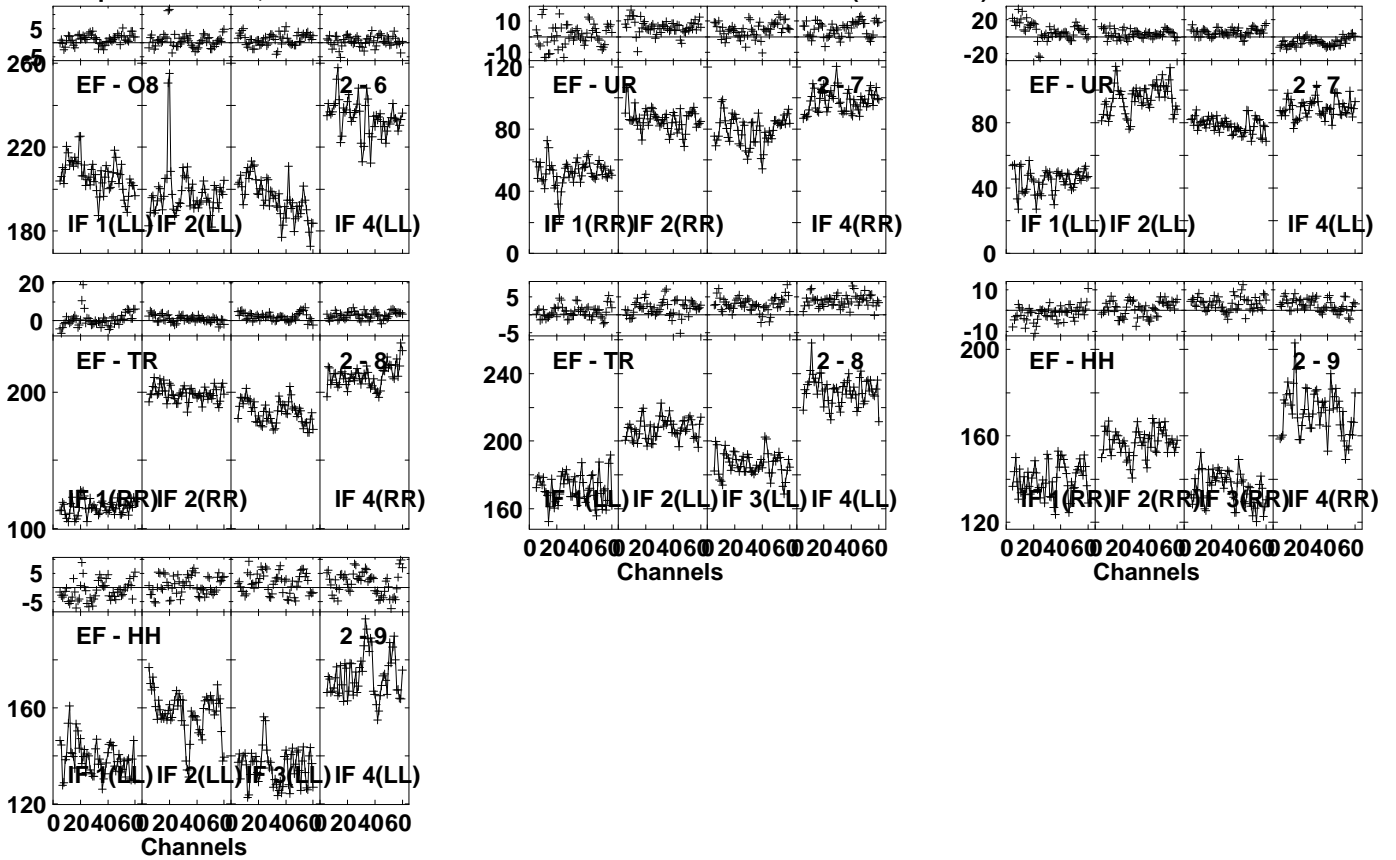 5
-5
260
220
180
EF - O8
2 - 6
IF 1(LL) IF 2(LL)
IF 4(LL)
10
-10
120
80
40
0
EF - UR
2 - 7
IF 1(RR) IF 2(RR)
IF 4(RR)
20
-20
80
40
0
EF - UR
2 - 7
IF 1(LL) IF 2(LL)
IF 4(LL)
20
0
200
100
EF - TR
2 - 8
IF 1(RR) IF 2(RR)
IF 4(RR)
5
-5
240
200
160
EF - TR
2 - 8
IF 1(LL) IF 2(LL) IF 3(LL) IF 4(LL)
0 204060 0 204060 0 204060 0 204060
Channels
10
-10
200
160
120
EF - HH
2 - 9
IF 1(RR) IF 2(RR) IF 3(RR) IF 4(RR)
0 204060 0 204060 0 204060 0 204060
Channels
5
-5
160
120
EF - HH
2 - 9
IF 1(LL) IF 2(LL) IF 3(LL) IF 4(LL)
0 204060 0 204060 0 204060 0 204060
Channels